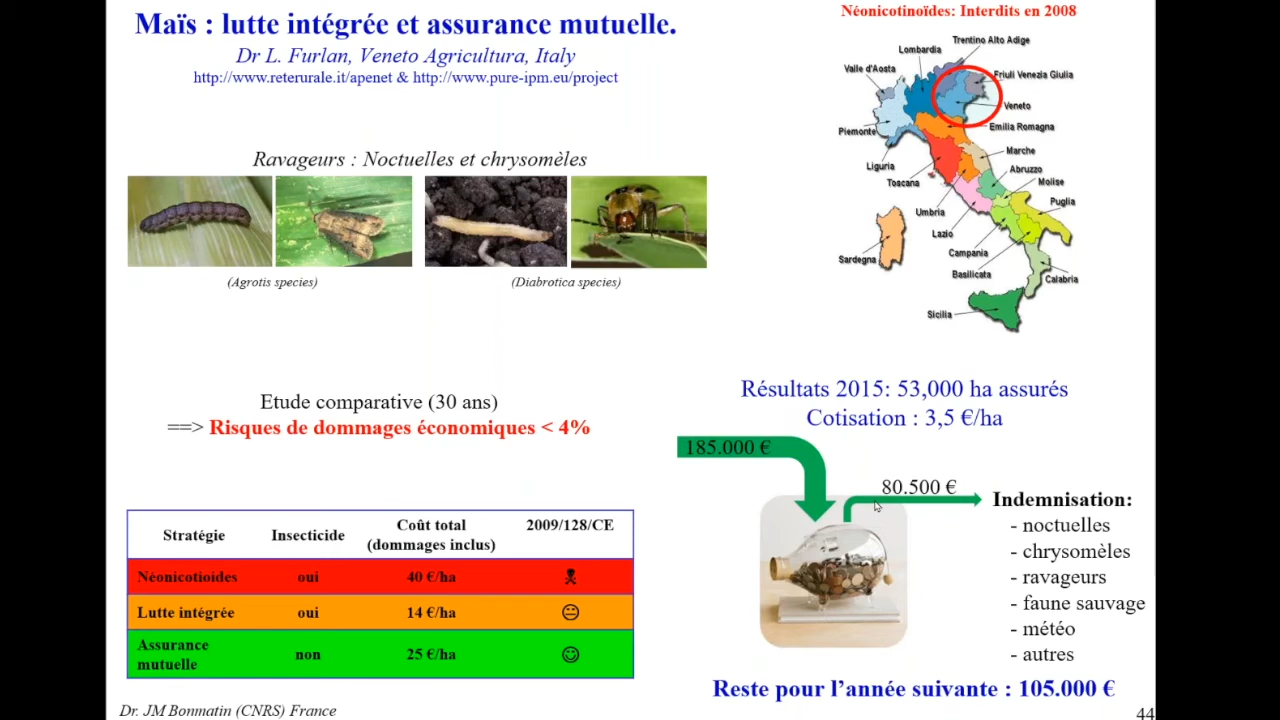 Maïs : lutte intégrée et assurance mutuelle.
Dr L. Furlan, Veneto Agricultura, Italy
http://www.reterurale.it/apenet & http://www.pure-ipm.eu/project
Néonicotinoïdes: Interdits en 2008
Trentino Alto Adige
Lombardia
Valle d'Aosta
Friuli Venezia Giulia
Veneto
Piemonte
Emilia Romagna
Liguria
Marche
Toscana
Abruzzo
Molise
Umbria
Puglia
Lazio
Campania
Sardegna
Basilicata
Calabria
Sicilia
Ravageurs : Noctuelles et chrysomèles
(Agrotis species)
(Diabrotica species)
Etude comparative (30 ans)
==> Risques de dommages économiques < 4%
Résultats 2015: 53,000 ha assurés
Cotisation : 3,5 €/ha
185.000 €
80.500 €
Indemnisation:
- noctuelles
- chrysomèles
- ravageurs
- faune sauvage
- météo
- autres
Reste pour l’année suivante : 105.000 €
Stratégie Insecticide Coût total (dommages inclus) 2009/128/CE
Néonicotioides oui 40 €/ha
Lutte intégrée oui 14 €/ha
Assurance mutuelle non 25 €/ha
Dr. JM Bonmatin (CNRS) France
44